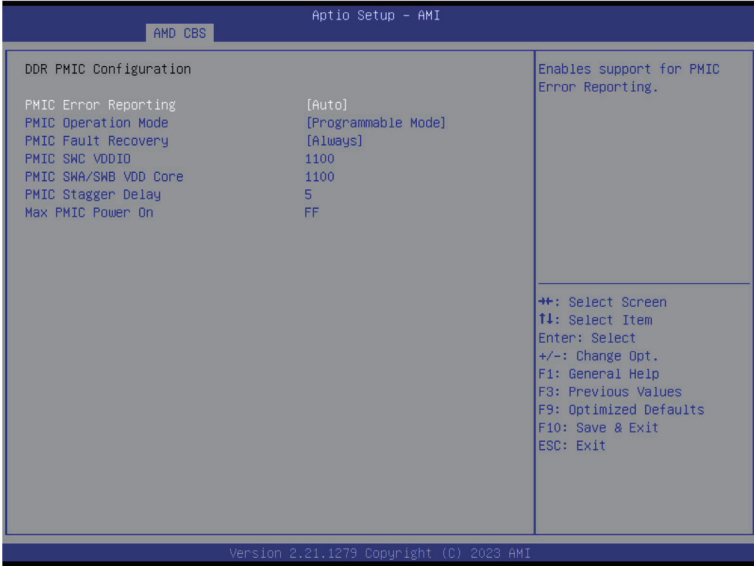 Aptio Setup – AMI
AMD CBS
DDR PMIC Configuration
PMIC Error Reporting [Auto]
PMIC Operation Mode [Programmable Mode]
PMIC Fault Recovery [Always]
PMIC SWC VDDIO 1100
PMIC SWA/SWB VDD Core 1100
PMIC Stagger Delay 5
Max PMIC Power On FF
Enables support for PMIC
Error Reporting.
→←: Select Screen
↑↓: Select Item
Enter: Select
+/-: Change Opt.
F1: General Help
F3: Previous Values
F9: Optimized Defaults
F10: Save & Exit
ESC: Exit
Version 2.21.1279 Copyright (C) 2023 AMI